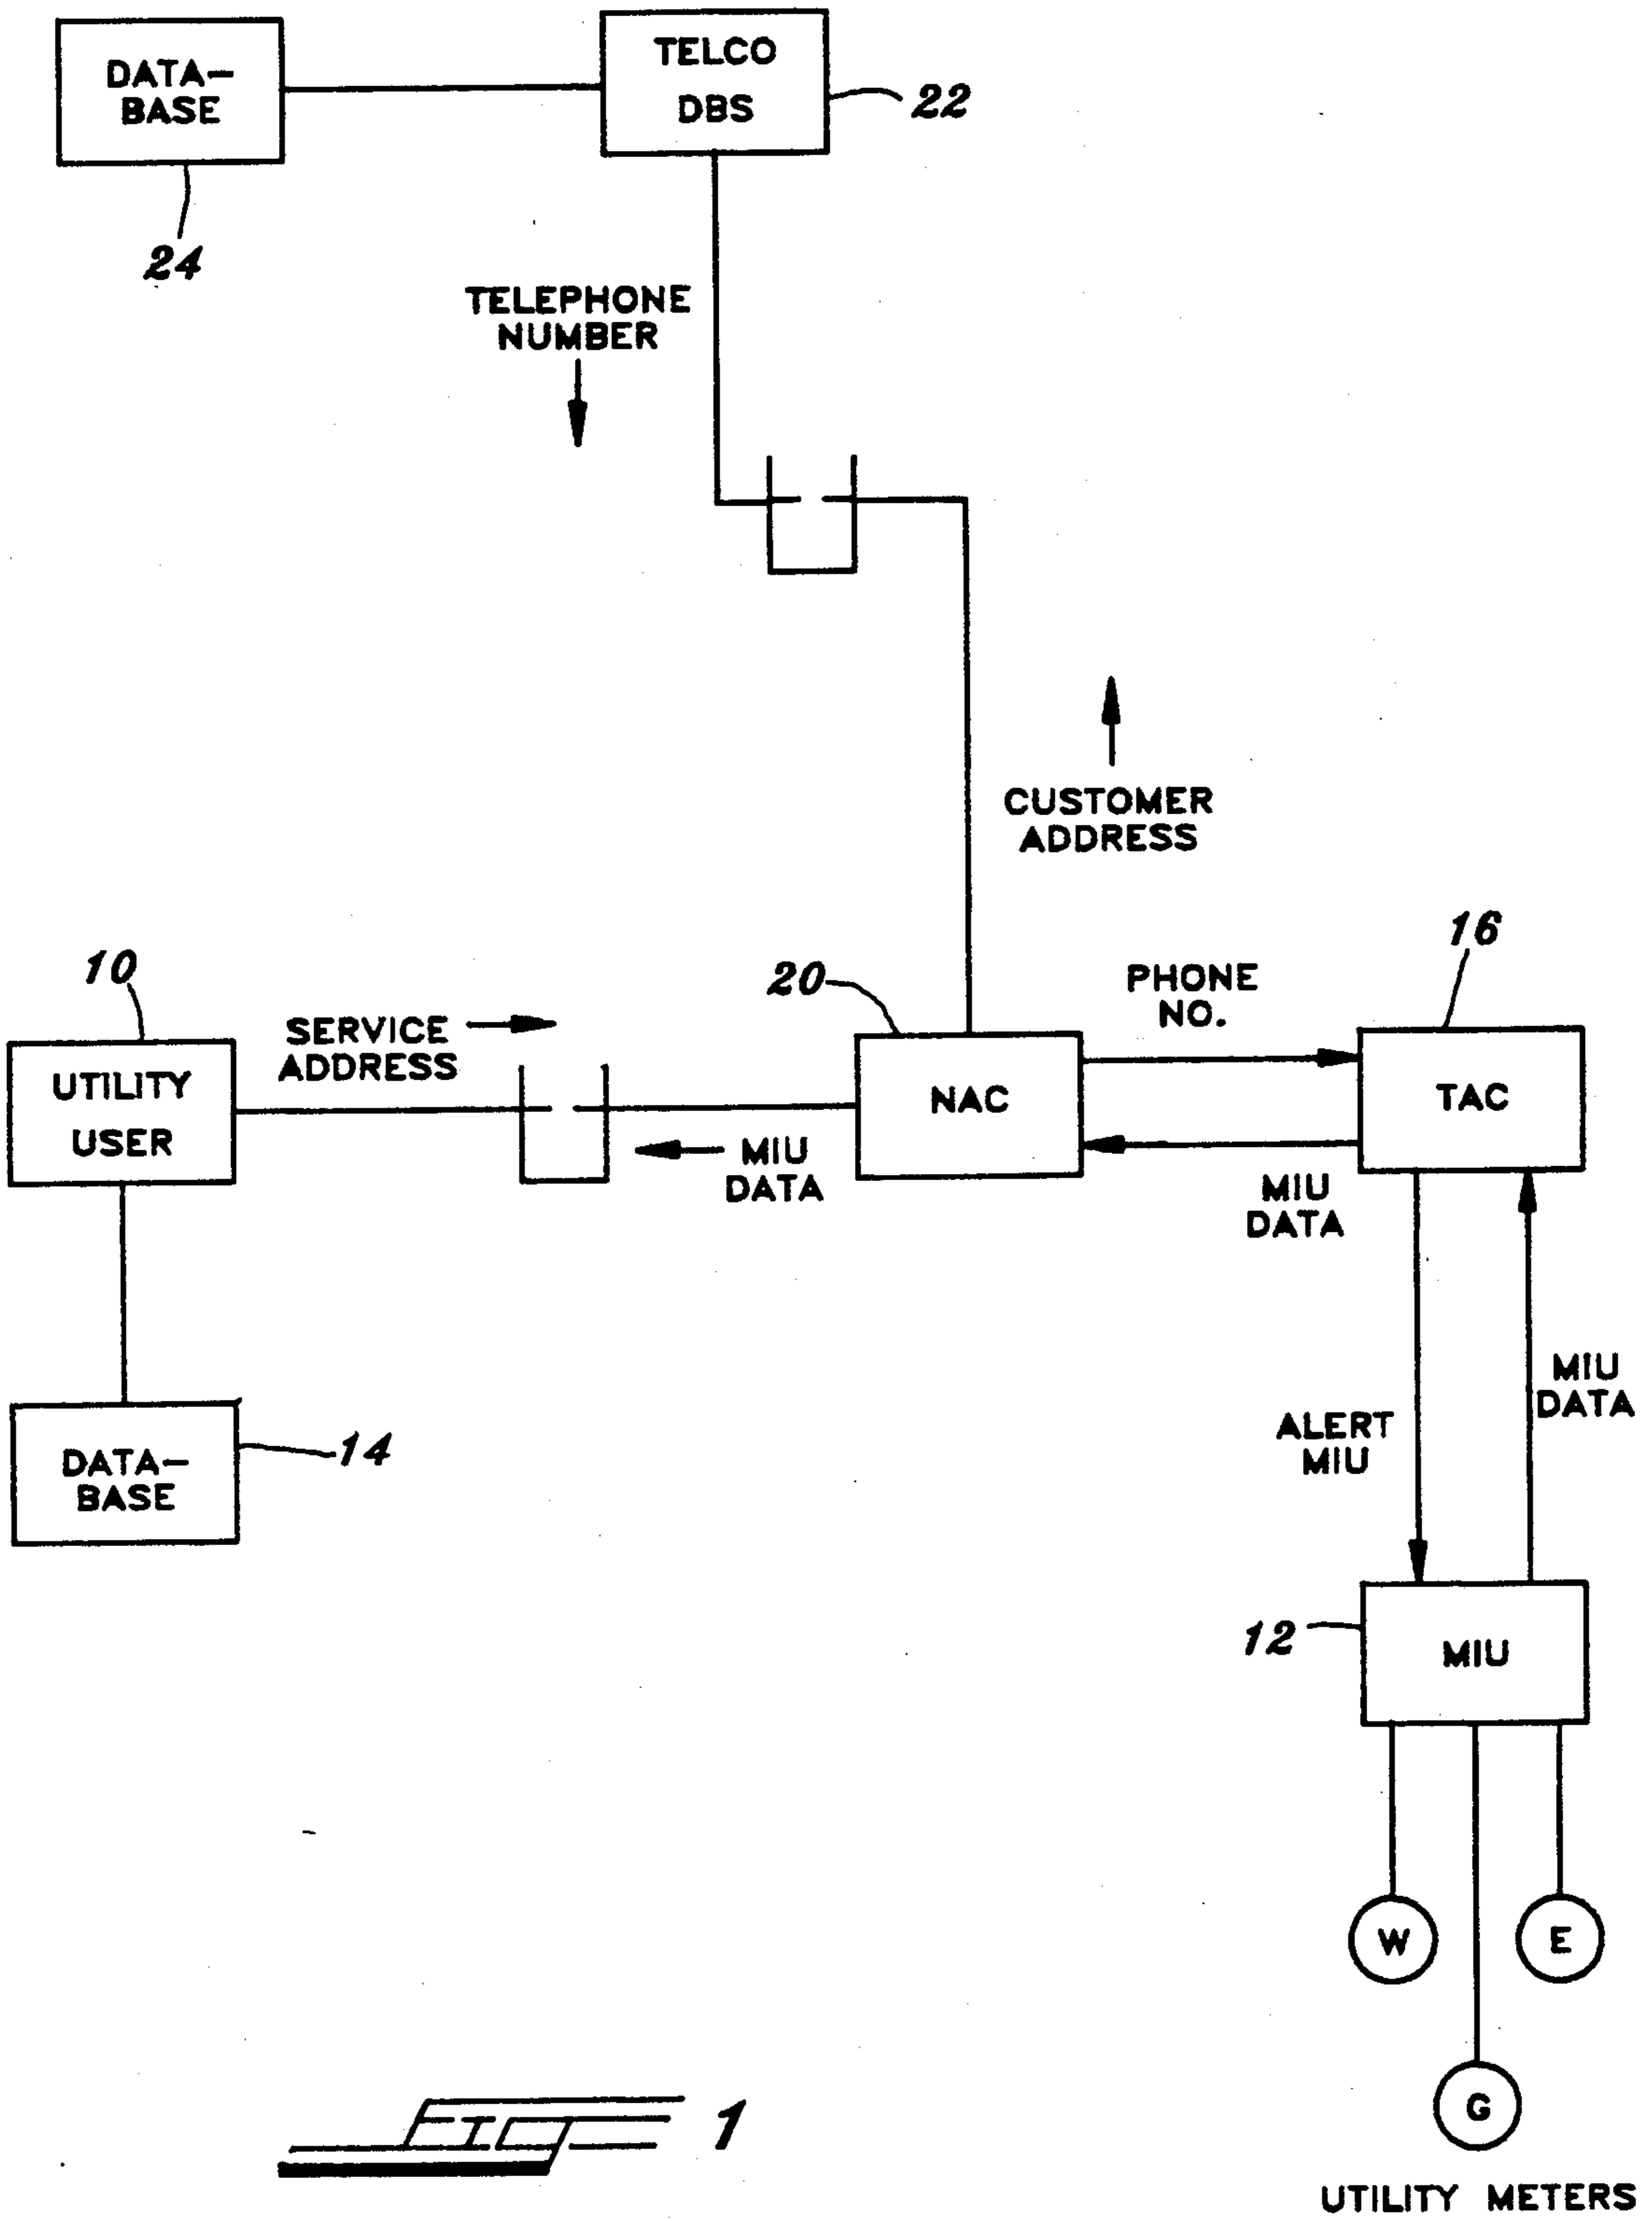 DATA-
BASE
TELCO
DBS
22
24
TELEPHONE
NUMBER
CUSTOMER
ADDRESS
10
SERVICE
ADDRESS
20
PHONE
NO.
16
UTILITY
USER
NAC
TAC
MIU
DATA
MIU
DATA
MIU
DATA
ALERT
MIU
DATA-
BASE
14
12
MIU
W
E
G
FIG 1
UTILITY METERS